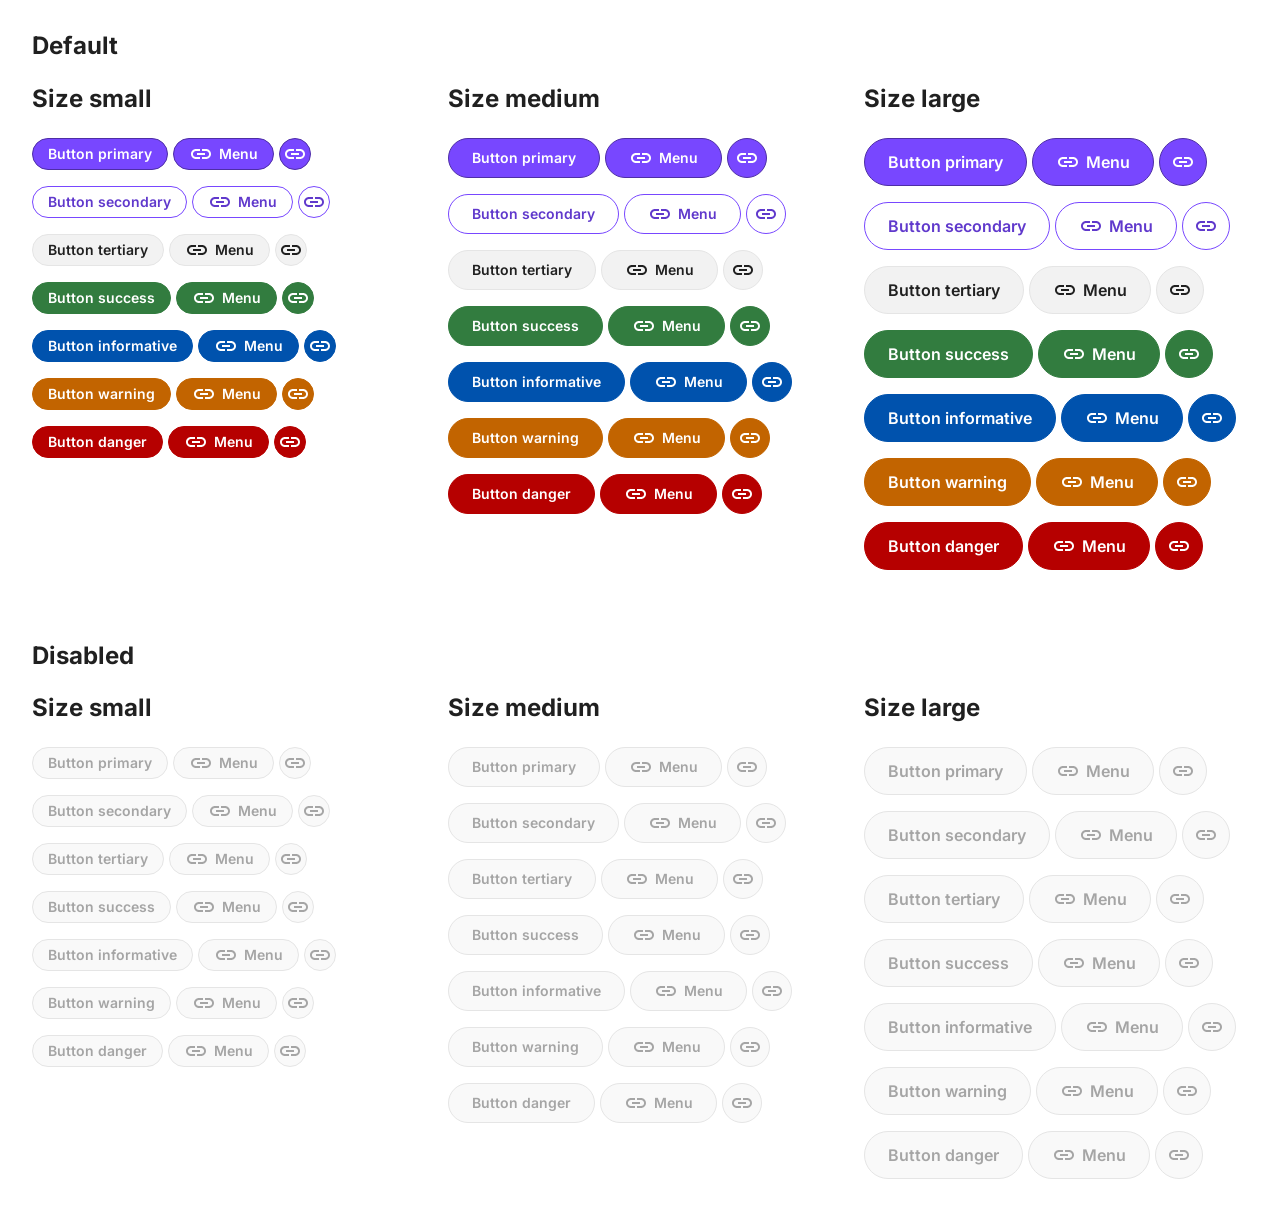 Default
Size small
Button primary Menu
Button secondary Menu
Button tertiary Menu
Button success Menu
Button informative Menu
Button warning Menu
Button danger Menu
Size medium
Button primary Menu
Button secondary Menu
Button tertiary Menu
Button success Menu
Button informative Menu
Button warning Menu
Button danger Menu
Size large
Button primary Menu
Button secondary Menu
Button tertiary Menu
Button success Menu
Button informative Menu
Button warning Menu
Button danger Menu
Disabled
Size small
Button primary Menu
Button secondary Menu
Button tertiary Menu
Button success Menu
Button informative Menu
Button warning Menu
Button danger Menu
Size medium
Button primary Menu
Button secondary Menu
Button tertiary Menu
Button success Menu
Button informative Menu
Button warning Menu
Button danger Menu
Size large
Button primary Menu
Button secondary Menu
Button tertiary Menu
Button success Menu
Button informative Menu
Button warning Menu
Button danger Menu